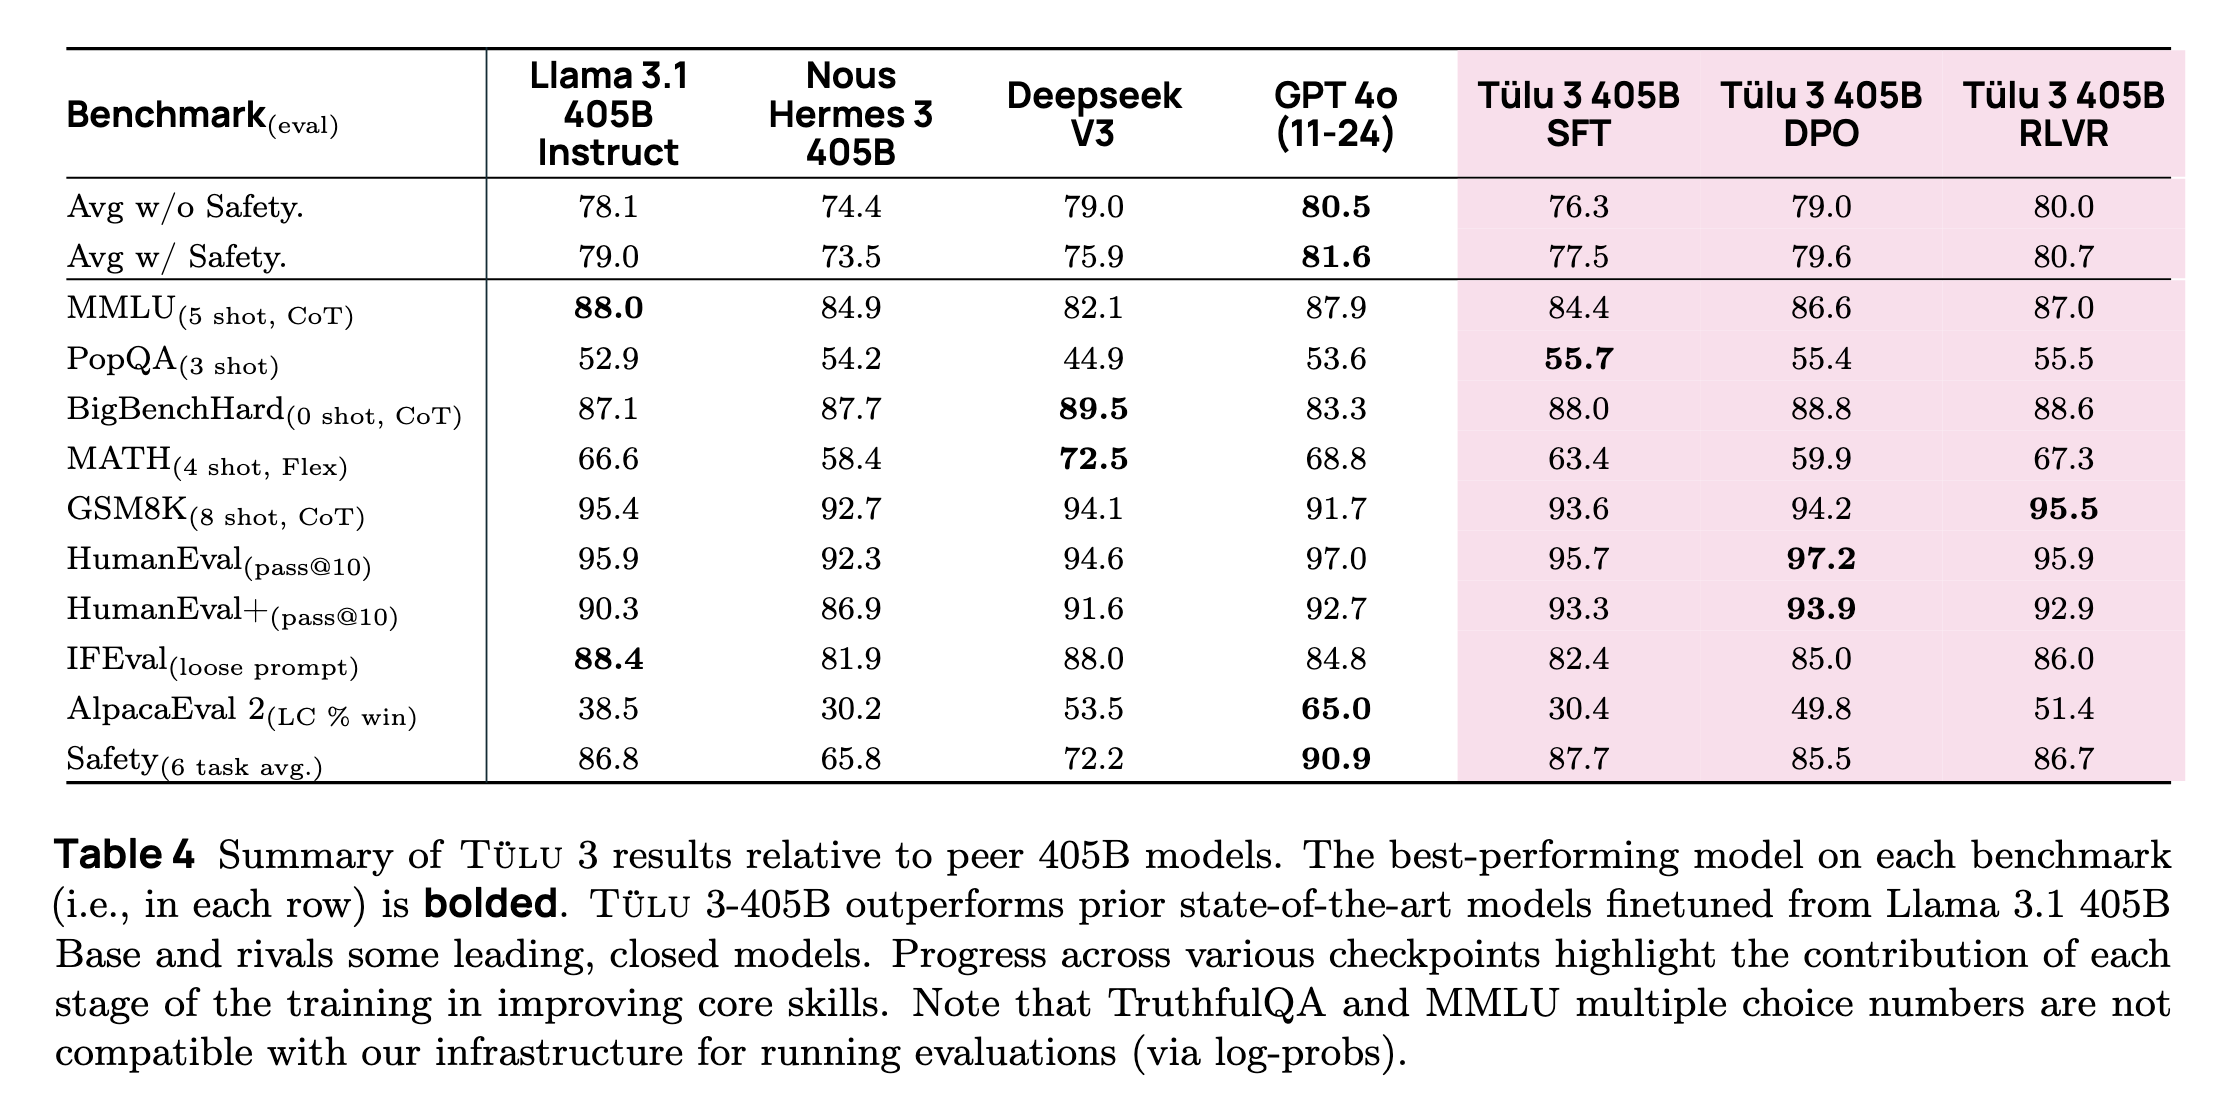 Benchmark(eval) Llama 3.1 405B Instruct Nous Hermes 3 405B Deepseek V3 GPT 4o (11-24) Tülu 3 405B SFT Tülu 3 405B DPO Tülu 3 405B RLVR
Avg w/o Safety. 78.1 74.4 79.0 80.5 76.3 79.0 80.0
Avg w/ Safety. 79.0 73.5 75.9 81.6 77.5 79.6 80.7
MMLU(5 shot, CoT) 88.0 84.9 82.1 87.9 84.4 86.6 87.0
PopQA(3 shot) 52.9 54.2 44.9 53.6 55.7 55.4 55.5
BigBenchHard(0 shot, CoT) 87.1 87.7 89.5 83.3 88.0 88.8 88.6
MATH(4 shot, Flex) 66.6 58.4 72.5 68.8 63.4 59.9 67.3
GSM8K(8 shot, CoT) 95.4 92.7 94.1 91.7 93.6 94.2 95.5
HumanEval(pass@10) 95.9 92.3 94.6 97.0 95.7 97.2 95.9
HumanEval+(pass@10) 90.3 86.9 91.6 92.7 93.3 93.9 92.9
IFEval(loose prompt) 88.4 81.9 88.0 84.8 82.4 85.0 86.0
AlpacaEval 2(LC % win) 38.5 30.2 53.5 65.0 30.4 49.8 51.4
Safety(6 task avg.) 86.8 65.8 72.2 90.9 87.7 85.5 86.7
Table 4 Summary of TÜLU 3 results relative to peer 405B models. The best-performing model on each benchmark
(i.e., in each row) is bolded. TÜLU 3-405B outperforms prior state-of-the-art models finetuned from Llama 3.1 405B
Base and rivals some leading, closed models. Progress across various checkpoints highlight the contribution of each
stage of the training in improving core skills. Note that TruthfulQA and MMLU multiple choice numbers are not
compatible with our infrastructure for running evaluations (via log-probs).